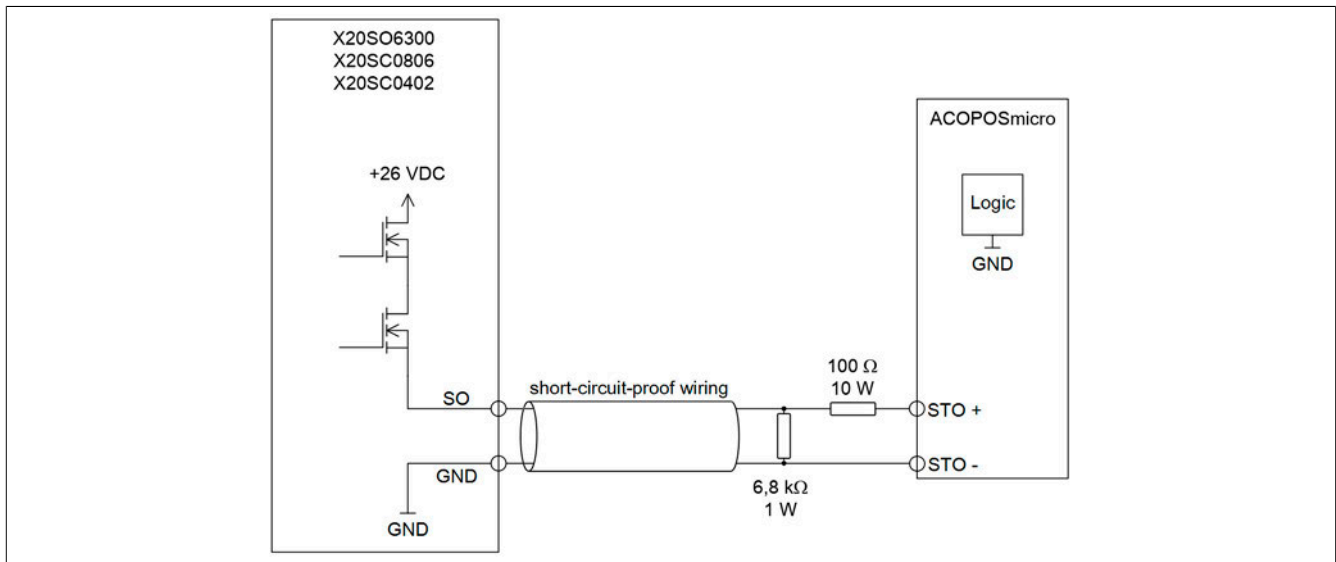 X20SO6300
X20SC0806
X20SC0402
+26 VDC
SO
GND
GND
short-circuit-proof wiring
100 Ω
10 W
6,8 kΩ
1 W
ACOPOSmicro
Logic
GND
STO +
STO -